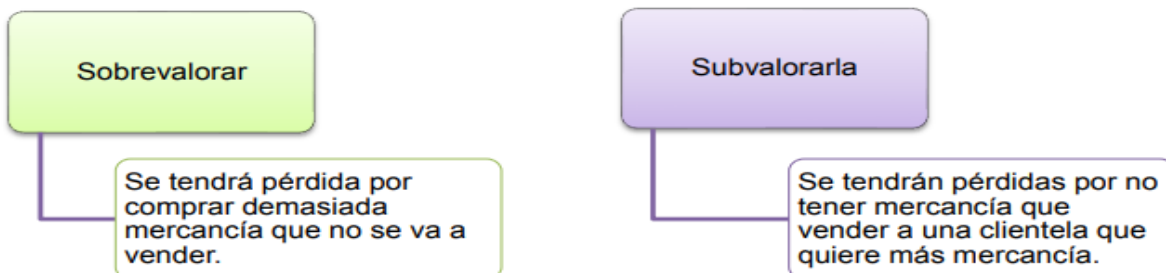 Sobrevalorar
Se tendrá pérdida por
comprar demasiada
mercancía que no se va a
vender.
Subvalorarla
Se tendrán pérdidas por no
tener mercancía que
vender a una clientela que
quiere más mercancía.